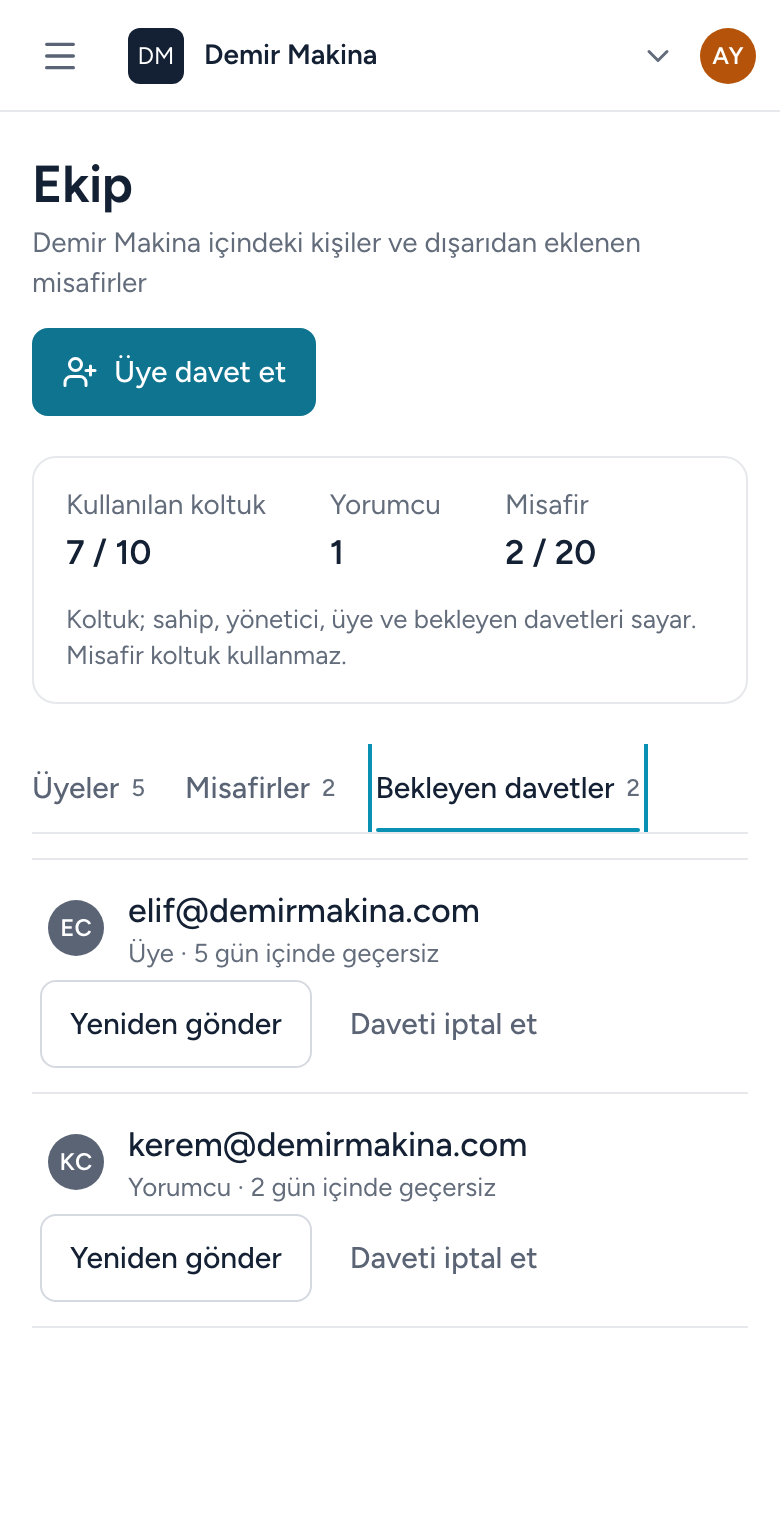 DM Demir Makina AY
Ekip
Demir Makina içindeki kişiler ve dışarıdan eklenen
misafirler
Üye davet et
Kullanılan koltuk Yorumcu Misafir
7 / 10 1 2 / 20
Koltuk; sahip, yönetici, üye ve bekleyen davetleri sayar.
Misafir koltuk kullanmaz.
Üyeler 5 Misafirler 2 Bekleyen davetler 2
EC elif@demirmakina.com
Üye · 5 gün içinde geçersiz
Yeniden gönder Daveti iptal et
KC kerem@demirmakina.com
Yorumcu · 2 gün içinde geçersiz
Yeniden gönder Daveti iptal et